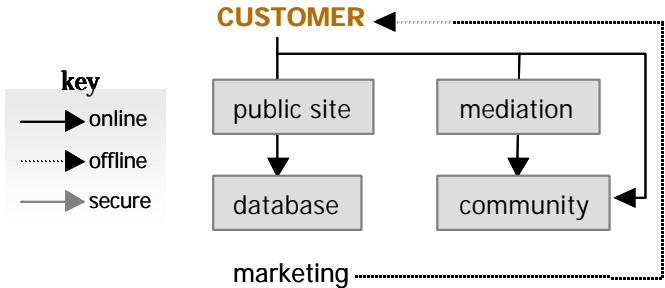 CUSTOMER
key
online
offline
secure
public site
mediation
database
community
marketing